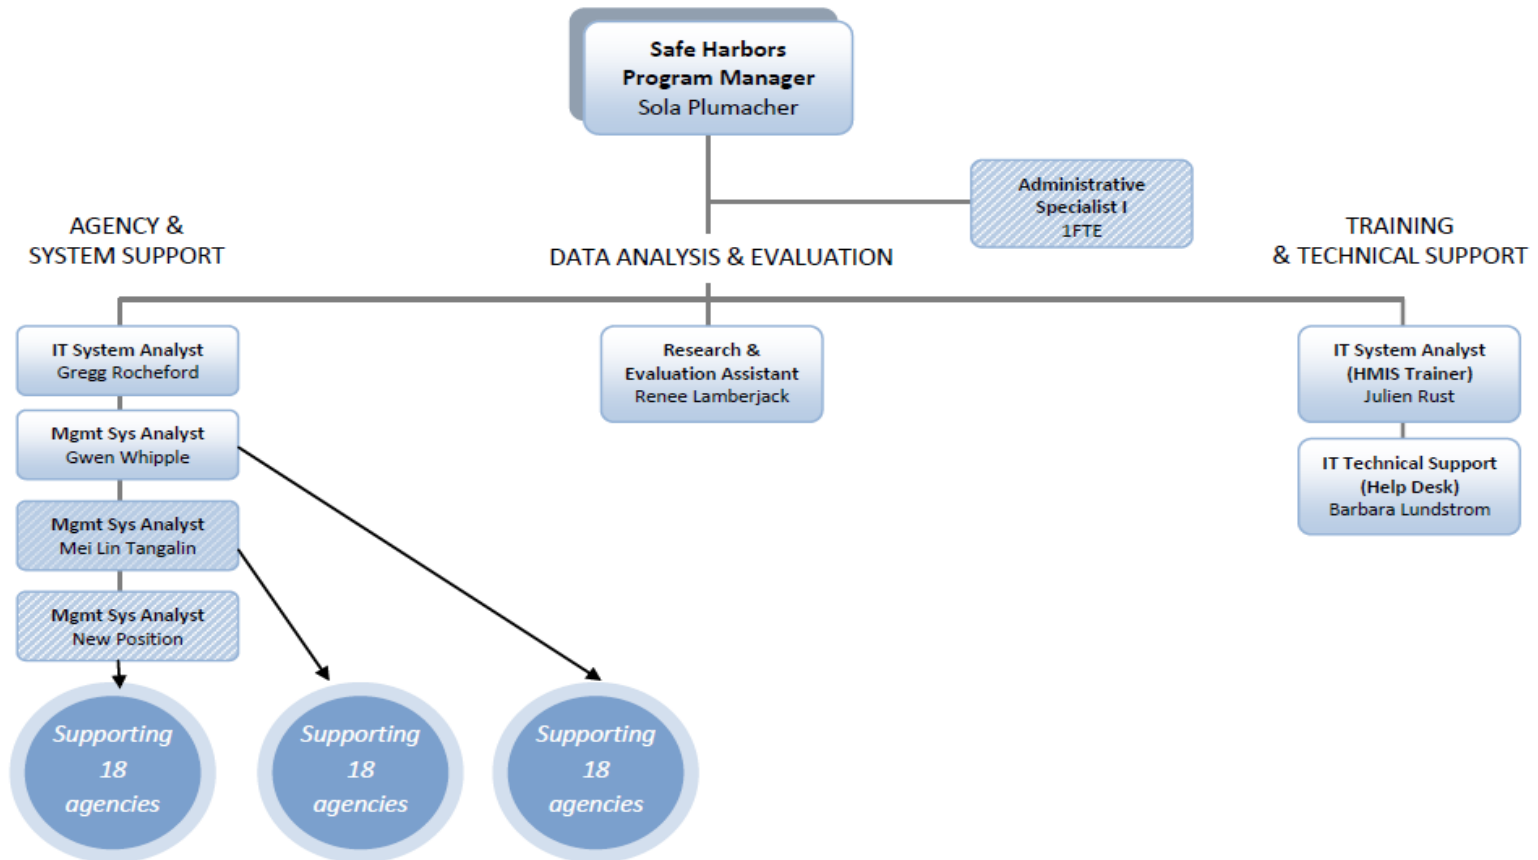 Safe Harbors
Program Manager
Sola Plumacher
Administrative
Specialist I
1FTE
AGENCY &
SYSTEM SUPPORT
DATA ANALYSIS & EVALUATION
TRAINING
& TECHNICAL SUPPORT
IT System Analyst
Gregg Rocheford
Mgmt Sys Analyst
Gwen Whipple
Mgmt Sys Analyst
Mei Lin Tangalin
Mgmt Sys Analyst
New Position
Research &
Evaluation Assistant
Renee Lamberjack
IT System Analyst
(HMIS Trainer)
Julien Rust
IT Technical Support
(Help Desk)
Barbara Lundstrom
Supporting
18
agencies
Supporting
18
agencies
Supporting
18
agencies